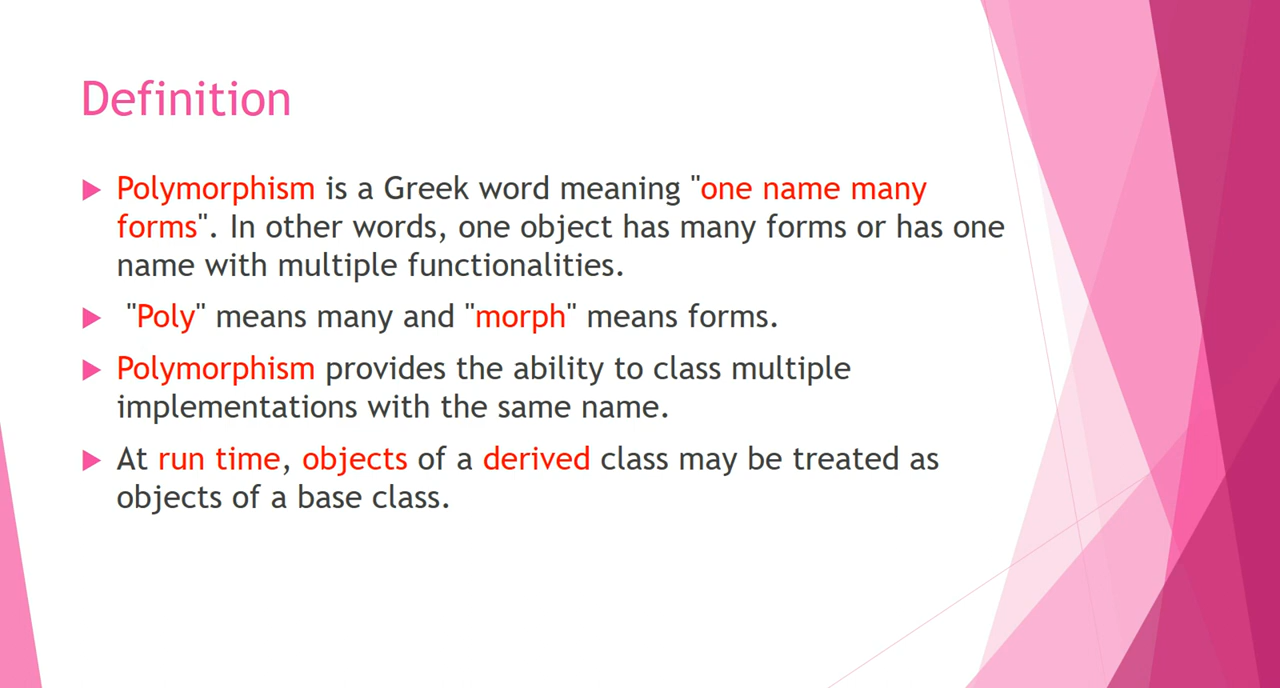 Definition
Polymorphism is a Greek word meaning "one name many
forms". In other words, one object has many forms or has one
name with multiple functionalities.
"Poly" means many and "morph" means forms.
Polymorphism provides the ability to class multiple
implementations with the same name.
At run time, objects of a derived class may be treated as
objects of a base class.